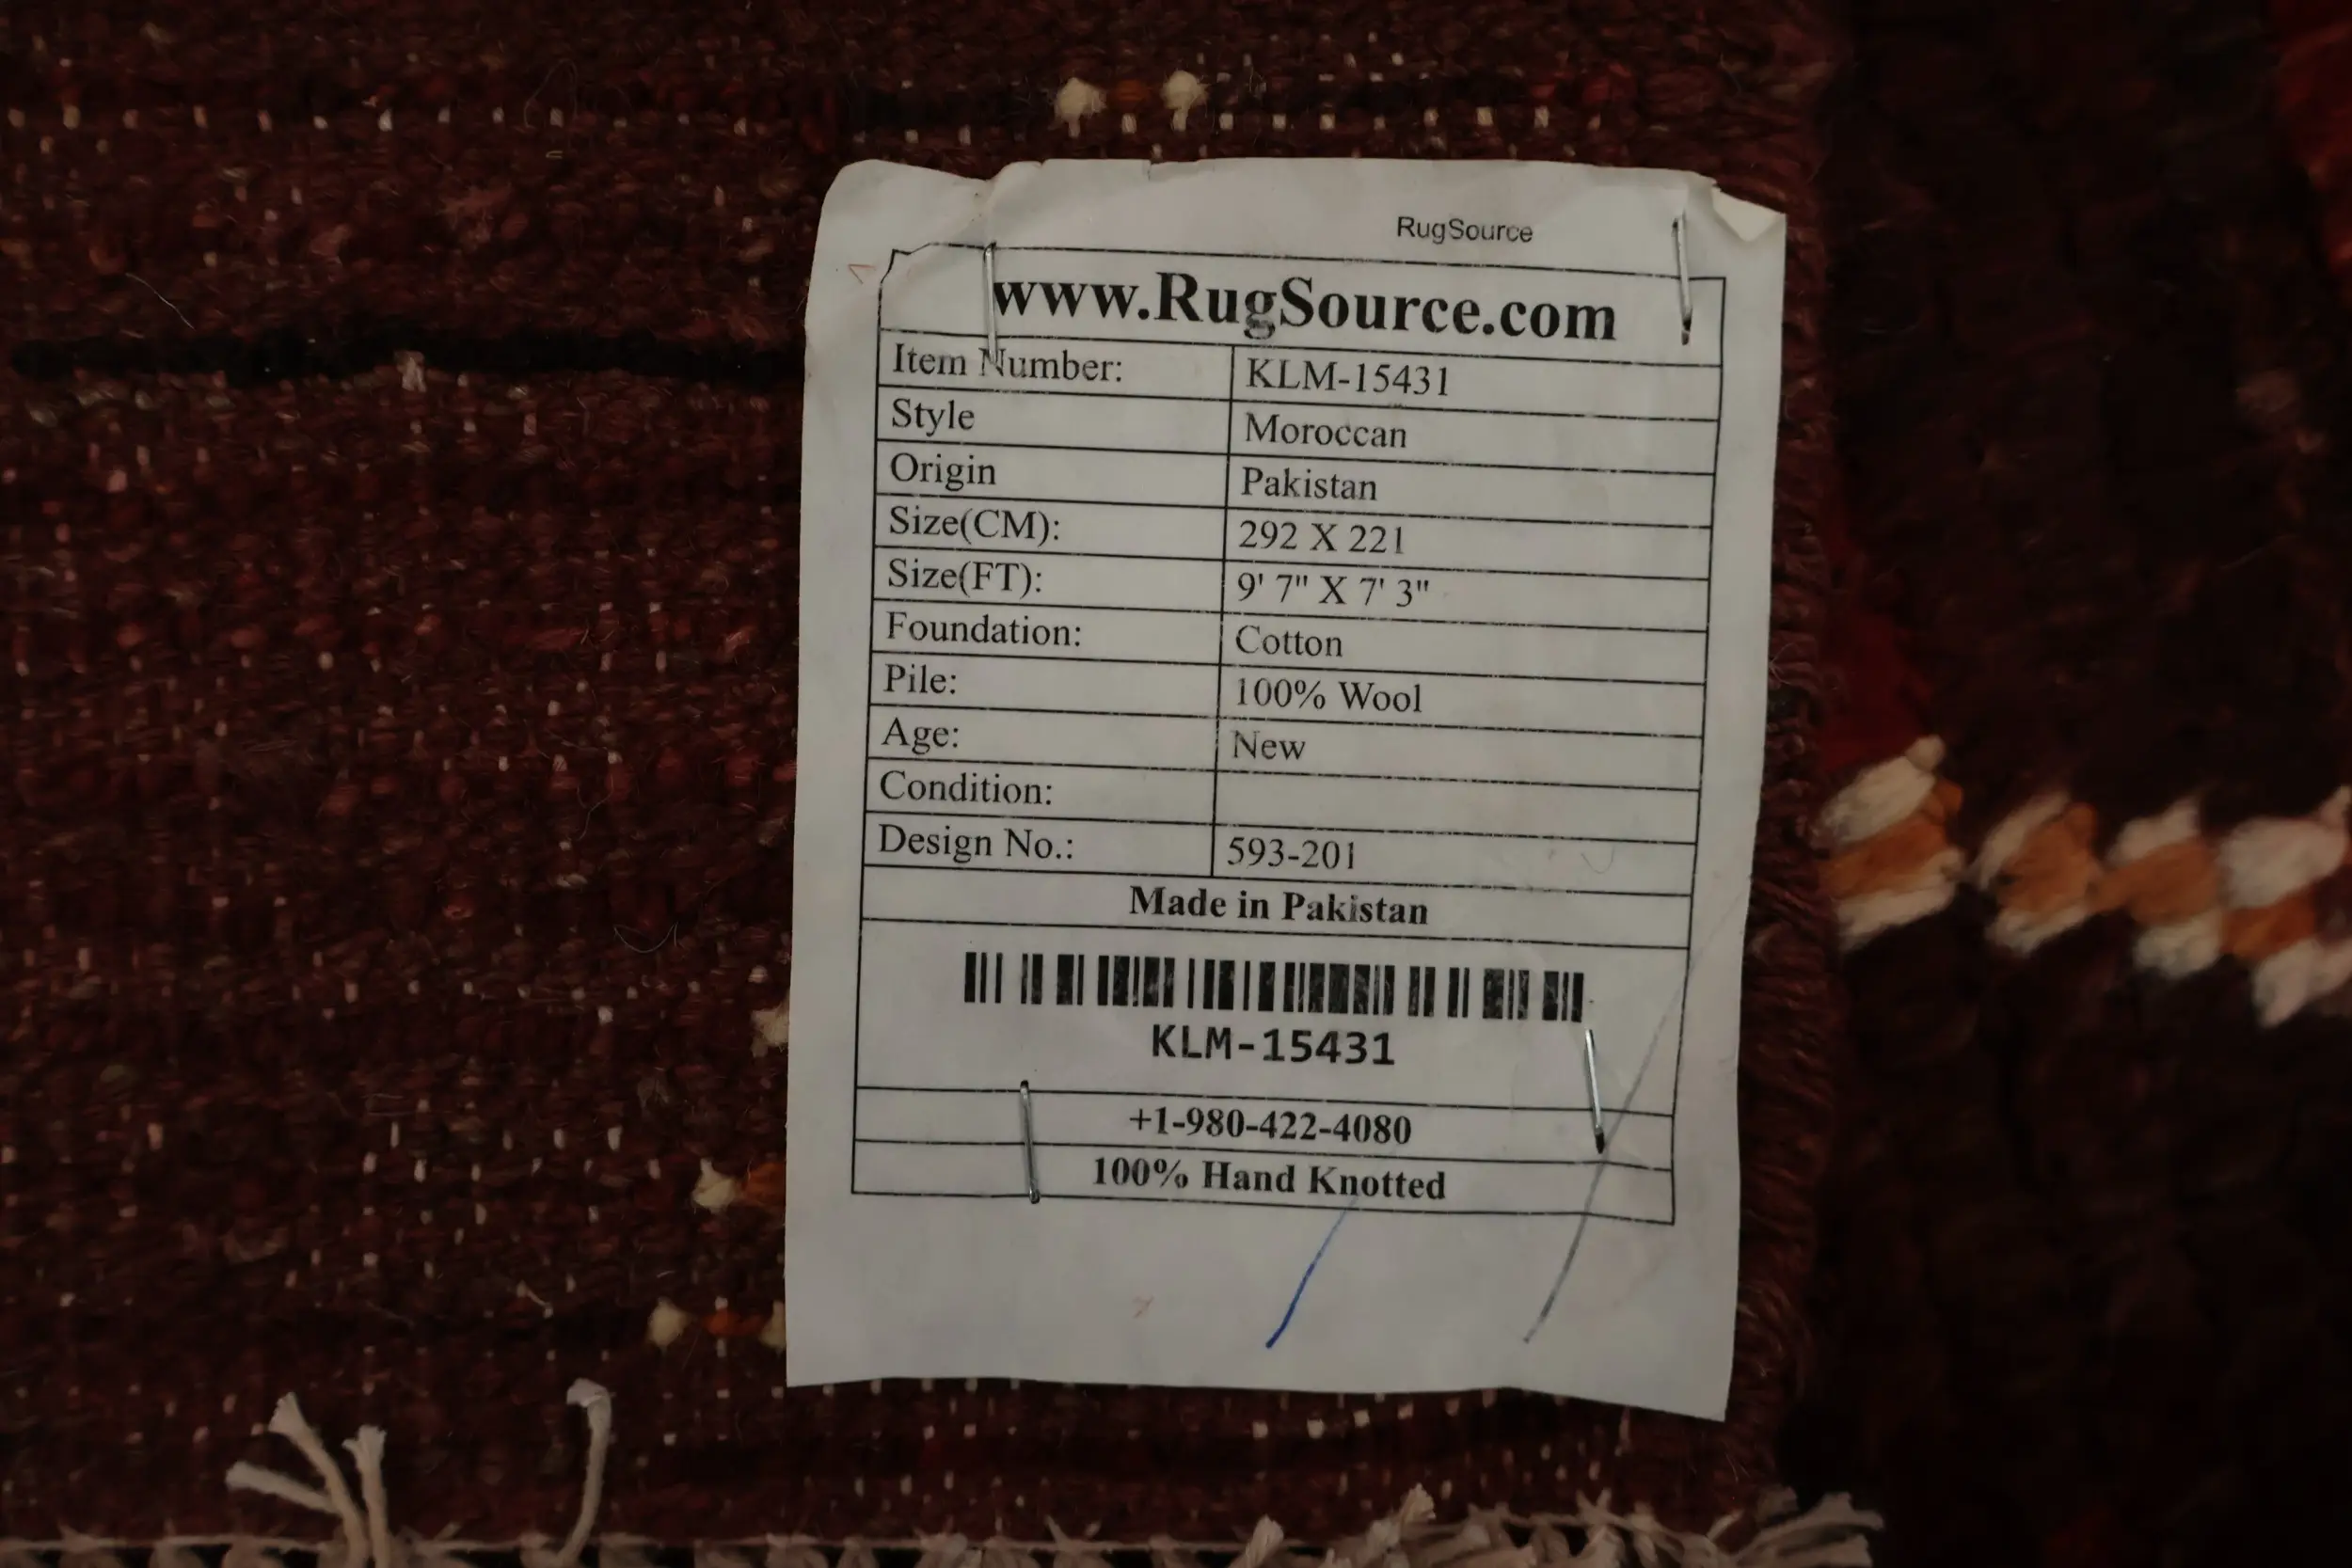 RugSource
www.RugSource.com
Item Number: KLM-15431
Style Moroccan
Origin Pakistan
Size(CM): 292 X 221
Size(FT): 9' 7" X 7' 3"
Foundation: Cotton
Pile: 100% Wool
Age: New
Condition:
Design No.: 593-201
Made in Pakistan
KLM-15431
+1-980-422-4080
100% Hand Knotted